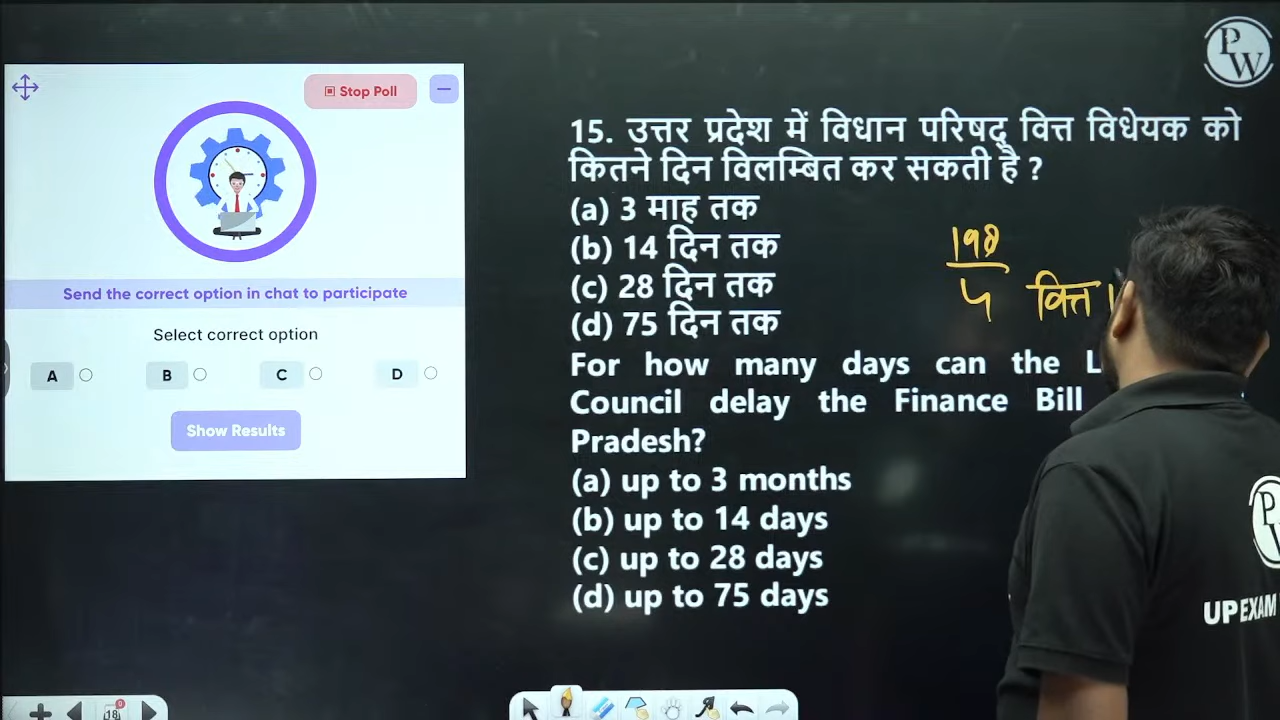 PW
Stop Poll
Send the correct option in chat to participate
Select correct option
A
B
C
D
Show Results
15. उत्तर प्रदेश में विधान परिषद् वित्त विधेयक को
कितने दिन विलम्बित कर सकती है ?
(a) 3 माह तक
(b) 14 दिन तक
(c) 28 दिन तक
(d) 75 दिन तक
For how many days can the
Council delay the Finance Bill
Pradesh?
(a) up to 3 months
(b) up to 14 days
(c) up to 28 days
(d) up to 75 days
वित्त
UP EXAM
18